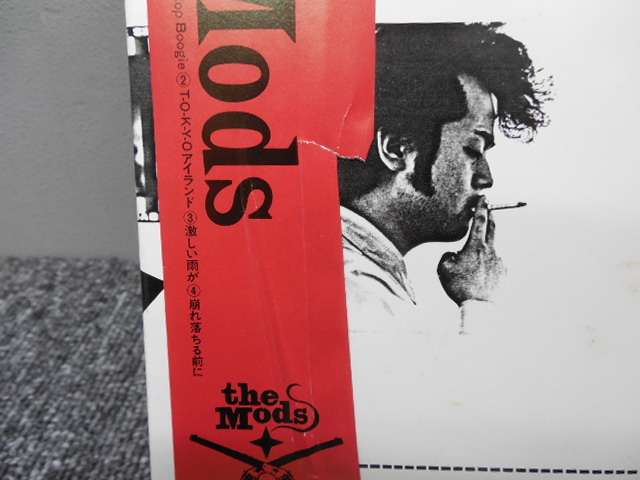 Mods
op Boogie ② T-O-K-Y-Oアイランド ③ 激しい雨が ④ 崩れ落ちる前に
the
Mods